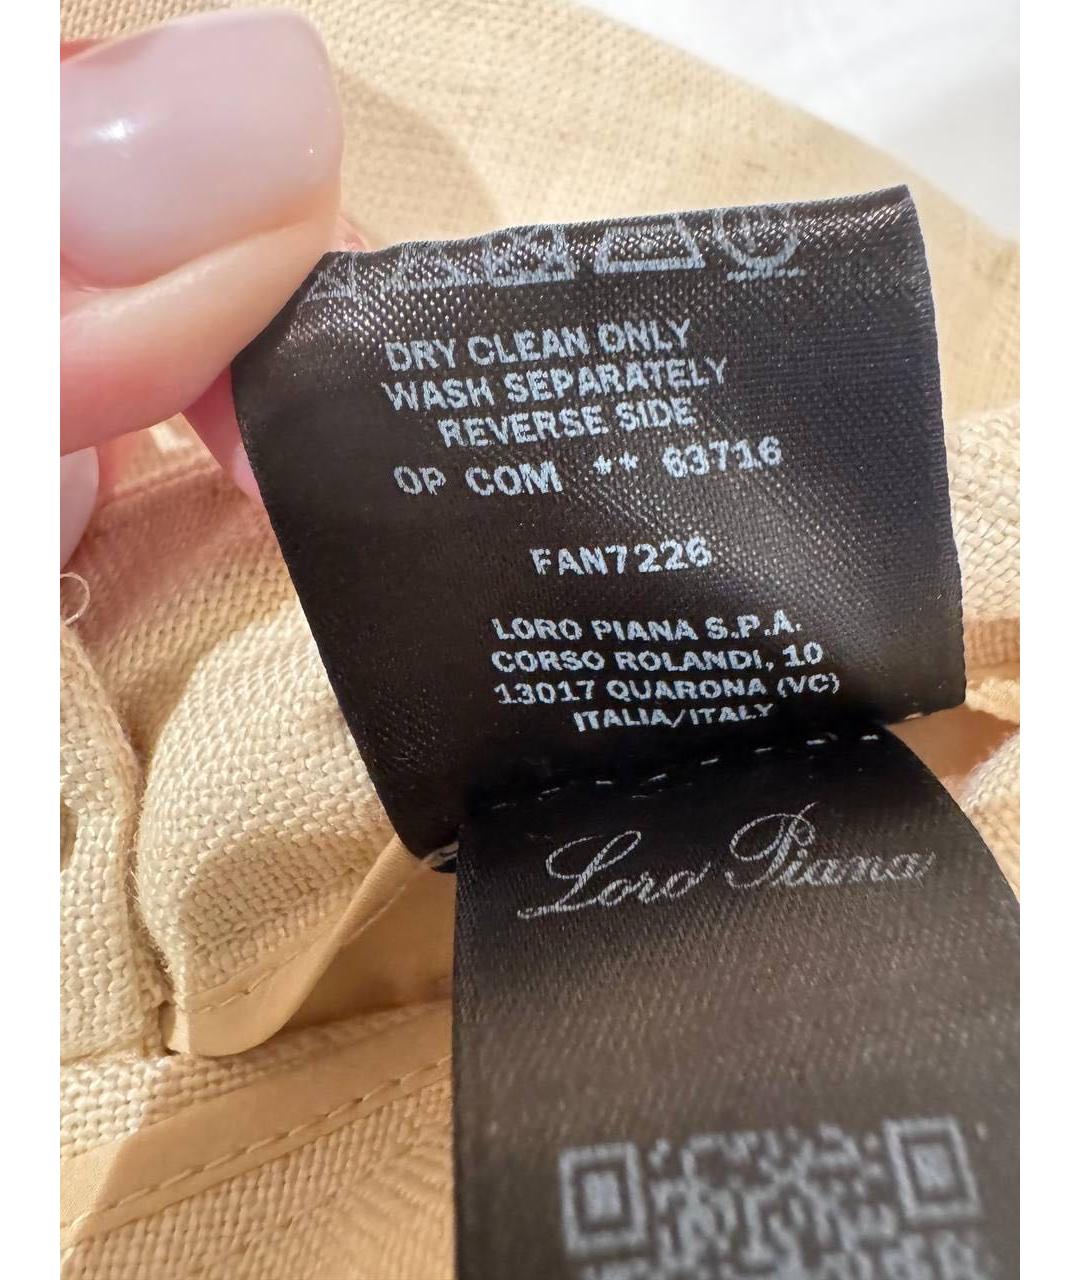 DRY CLEAN ONLY
WASH SEPARATELY
REVERSE SIDE
OP COM ** 63716
FAN7226
LORO PIANA S.P.A.
CORSO ROLANDI, 10
13017 QUARONA (VC)
ITALIA/ITALY
Loro Piana